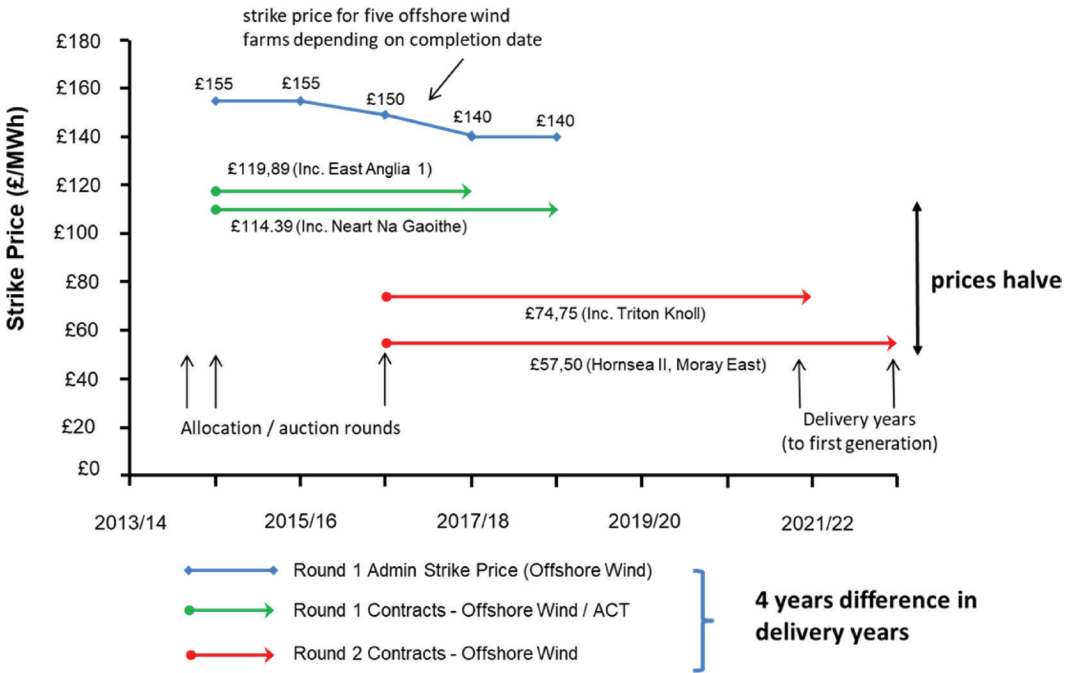 strike price for five offshore wind
farms depending on completion date
Strike Price (£/MWh)
£180
£160
£140
£120
£100
£80
£60
£40
£20
£0
£155
£155
£150
£140
£140
£119,89 (Inc. East Anglia 1)
£114.39 (Inc. Neart Na Gaoithe)
prices halve
£74,75 (Inc. Triton Knoll)
£57,50 (Hornsea II, Moray East)
Allocation / auction rounds
Delivery years
(to first generation)
2013/14
2015/16
2017/18
2019/20
2021/22
Round 1 Admin Strike Price (Offshore Wind)
Round 1 Contracts - Offshore Wind / ACT
Round 2 Contracts - Offshore Wind
4 years difference in
delivery years